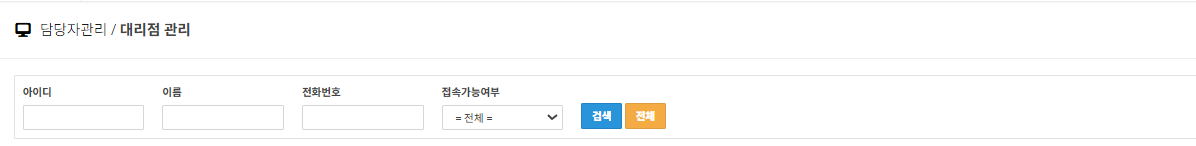 담당자관리 / 대리점 관리
아이디 이름 전화번호 접속가능여부
= 전체 = 검색 전체